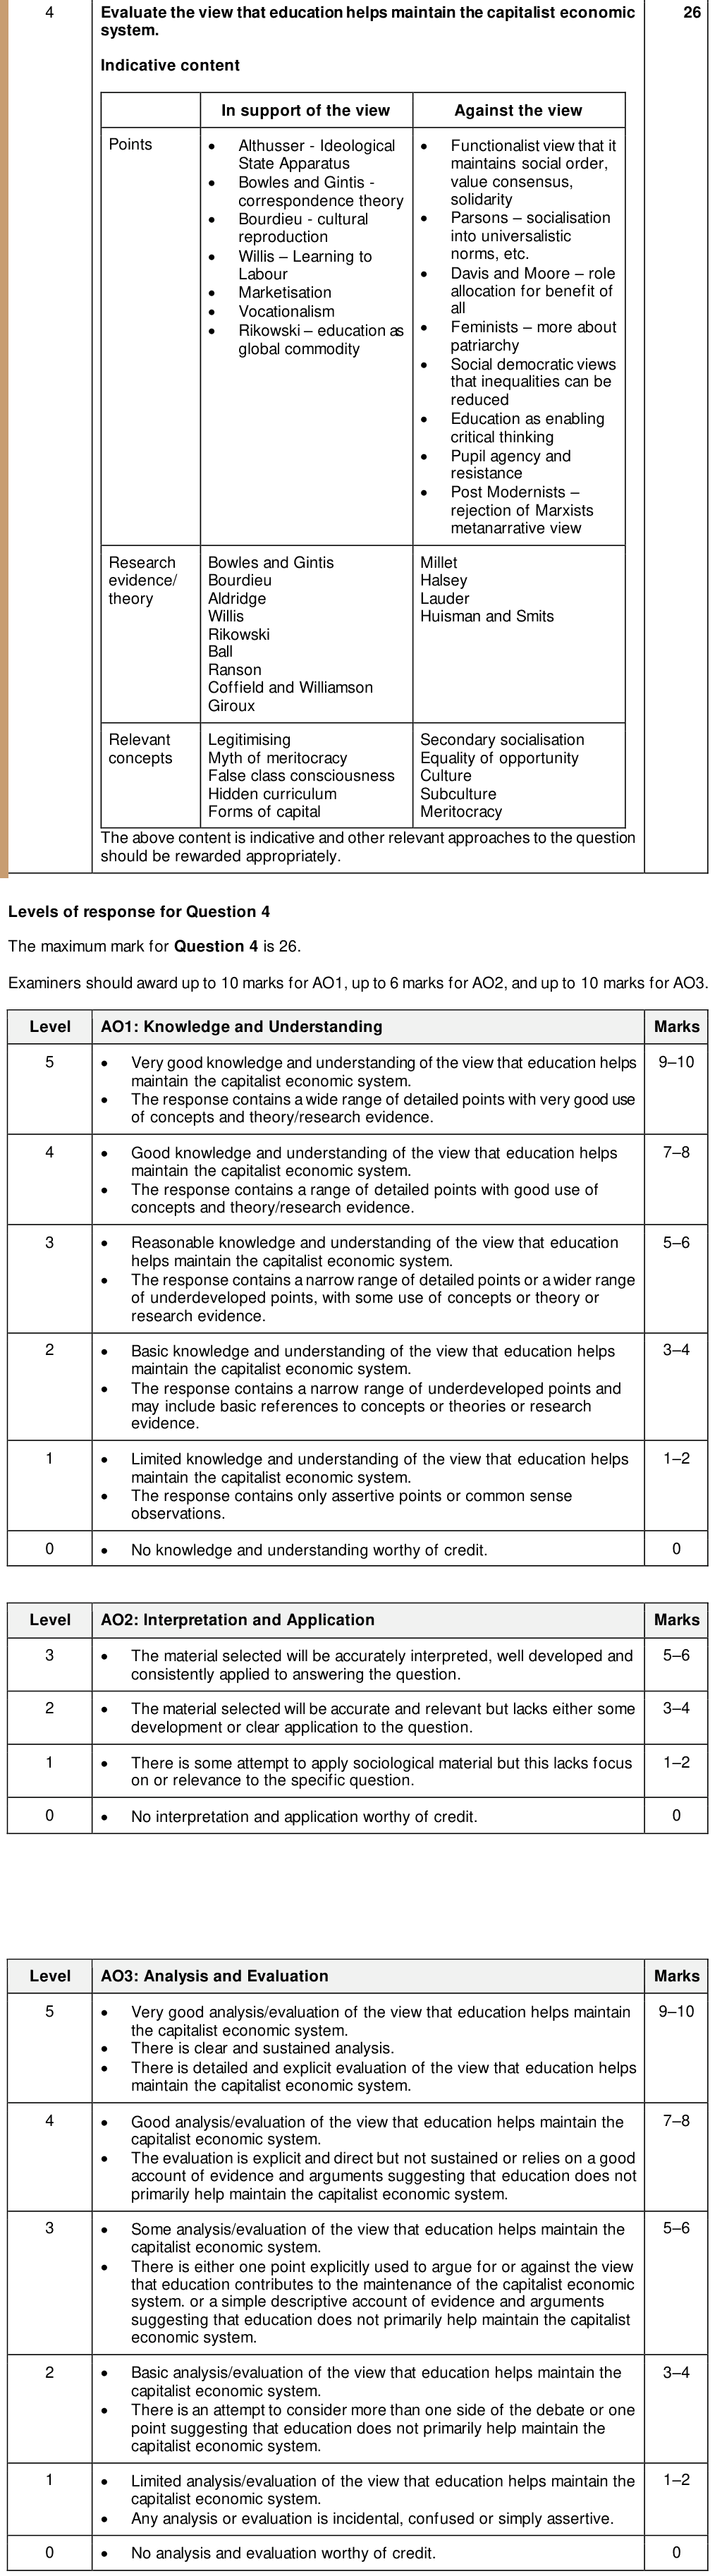 4
Evaluate the view that education helps maintain the capitalist economic
system.
26
Indicative content
In support of the view
Against the view
Points
• Althusser - Ideological
State Apparatus
• Bowles and Gintis -
correspondence theory
• Bourdieu - cultural
reproduction
• Willis – Learning to
Labour
• Marketisation
• Vocationalism
• Rikowski – education as
global commodity
• Functionalist view that it
maintains social order,
value consensus,
solidarity
• Parsons – socialisation
into universalistic
norms, etc.
• Davis and Moore – role
allocation for benefit of
all
• Feminists – more about
patriarchy
• Social democratic views
that inequalities can be
reduced
• Education as enabling
critical thinking
• Pupil agency and
resistance
• Post Modernists –
rejection of Marxists
metanarrative view
Research
evidence/
theory
Bowles and Gintis
Bourdieu
Aldridge
Willis
Rikowski
Ball
Ranson
Coffield and Williamson
Giroux
Millet
Halsey
Lauder
Huisman and Smits
Relevant
concepts
Legitimising
Myth of meritocracy
False class consciousness
Hidden curriculum
Forms of capital
Secondary socialisation
Equality of opportunity
Culture
Subculture
Meritocracy
The above content is indicative and other relevant approaches to the question
should be rewarded appropriately.
Levels of response for Question 4
The maximum mark for Question 4 is 26.
Examiners should award up to 10 marks for AO1, up to 6 marks for AO2, and up to 10 marks for AO3.
Level AO1: Knowledge and Understanding Marks
5 • Very good knowledge and understanding of the view that education helps 9–10
maintain the capitalist economic system.
• The response contains a wide range of detailed points with very good use
of concepts and theory/research evidence.
4 • Good knowledge and understanding of the view that education helps 7–8
maintain the capitalist economic system.
• The response contains a range of detailed points with good use of
concepts and theory/research evidence.
3 • Reasonable knowledge and understanding of the view that education 5–6
helps maintain the capitalist economic system.
• The response contains a narrow range of detailed points or a wider range
of underdeveloped points, with some use of concepts or theory or
research evidence.
2 • Basic knowledge and understanding of the view that education helps 3–4
maintain the capitalist economic system.
• The response contains a narrow range of underdeveloped points and
may include basic references to concepts or theories or research
evidence.
1 • Limited knowledge and understanding of the view that education helps 1–2
maintain the capitalist economic system.
• The response contains only assertive points or common sense
observations.
0 • No knowledge and understanding worthy of credit. 0
Level AO2: Interpretation and Application Marks
3 • The material selected will be accurately interpreted, well developed and 5–6
consistently applied to answering the question.
2 • The material selected will be accurate and relevant but lacks either some 3–4
development or clear application to the question.
1 • There is some attempt to apply sociological material but this lacks focus 1–2
on or relevance to the specific question.
0 • No interpretation and application worthy of credit. 0
Level AO3: Analysis and Evaluation Marks
5 • Very good analysis/evaluation of the view that education helps maintain 9–10
the capitalist economic system.
• There is clear and sustained analysis.
• There is detailed and explicit evaluation of the view that education helps
maintain the capitalist economic system.
4 • Good analysis/evaluation of the view that education helps maintain the 7–8
capitalist economic system.
• The evaluation is explicit and direct but not sustained or relies on a good
account of evidence and arguments suggesting that education does not
primarily help maintain the capitalist economic system.
3 • Some analysis/evaluation of the view that education helps maintain the 5–6
capitalist economic system.
• There is either one point explicitly used to argue for or against the view
that education contributes to the maintenance of the capitalist economic
system. or a simple descriptive account of evidence and arguments
suggesting that education does not primarily help maintain the capitalist
economic system.
2 • Basic analysis/evaluation of the view that education helps maintain the 3–4
capitalist economic system.
• There is an attempt to consider more than one side of the debate or one
point suggesting that education does not primarily help maintain the
capitalist economic system.
1 • Limited analysis/evaluation of the view that education helps maintain the 1–2
capitalist economic system.
• Any analysis or evaluation is incidental, confused or simply assertive.
0 • No analysis and evaluation worthy of credit. 0